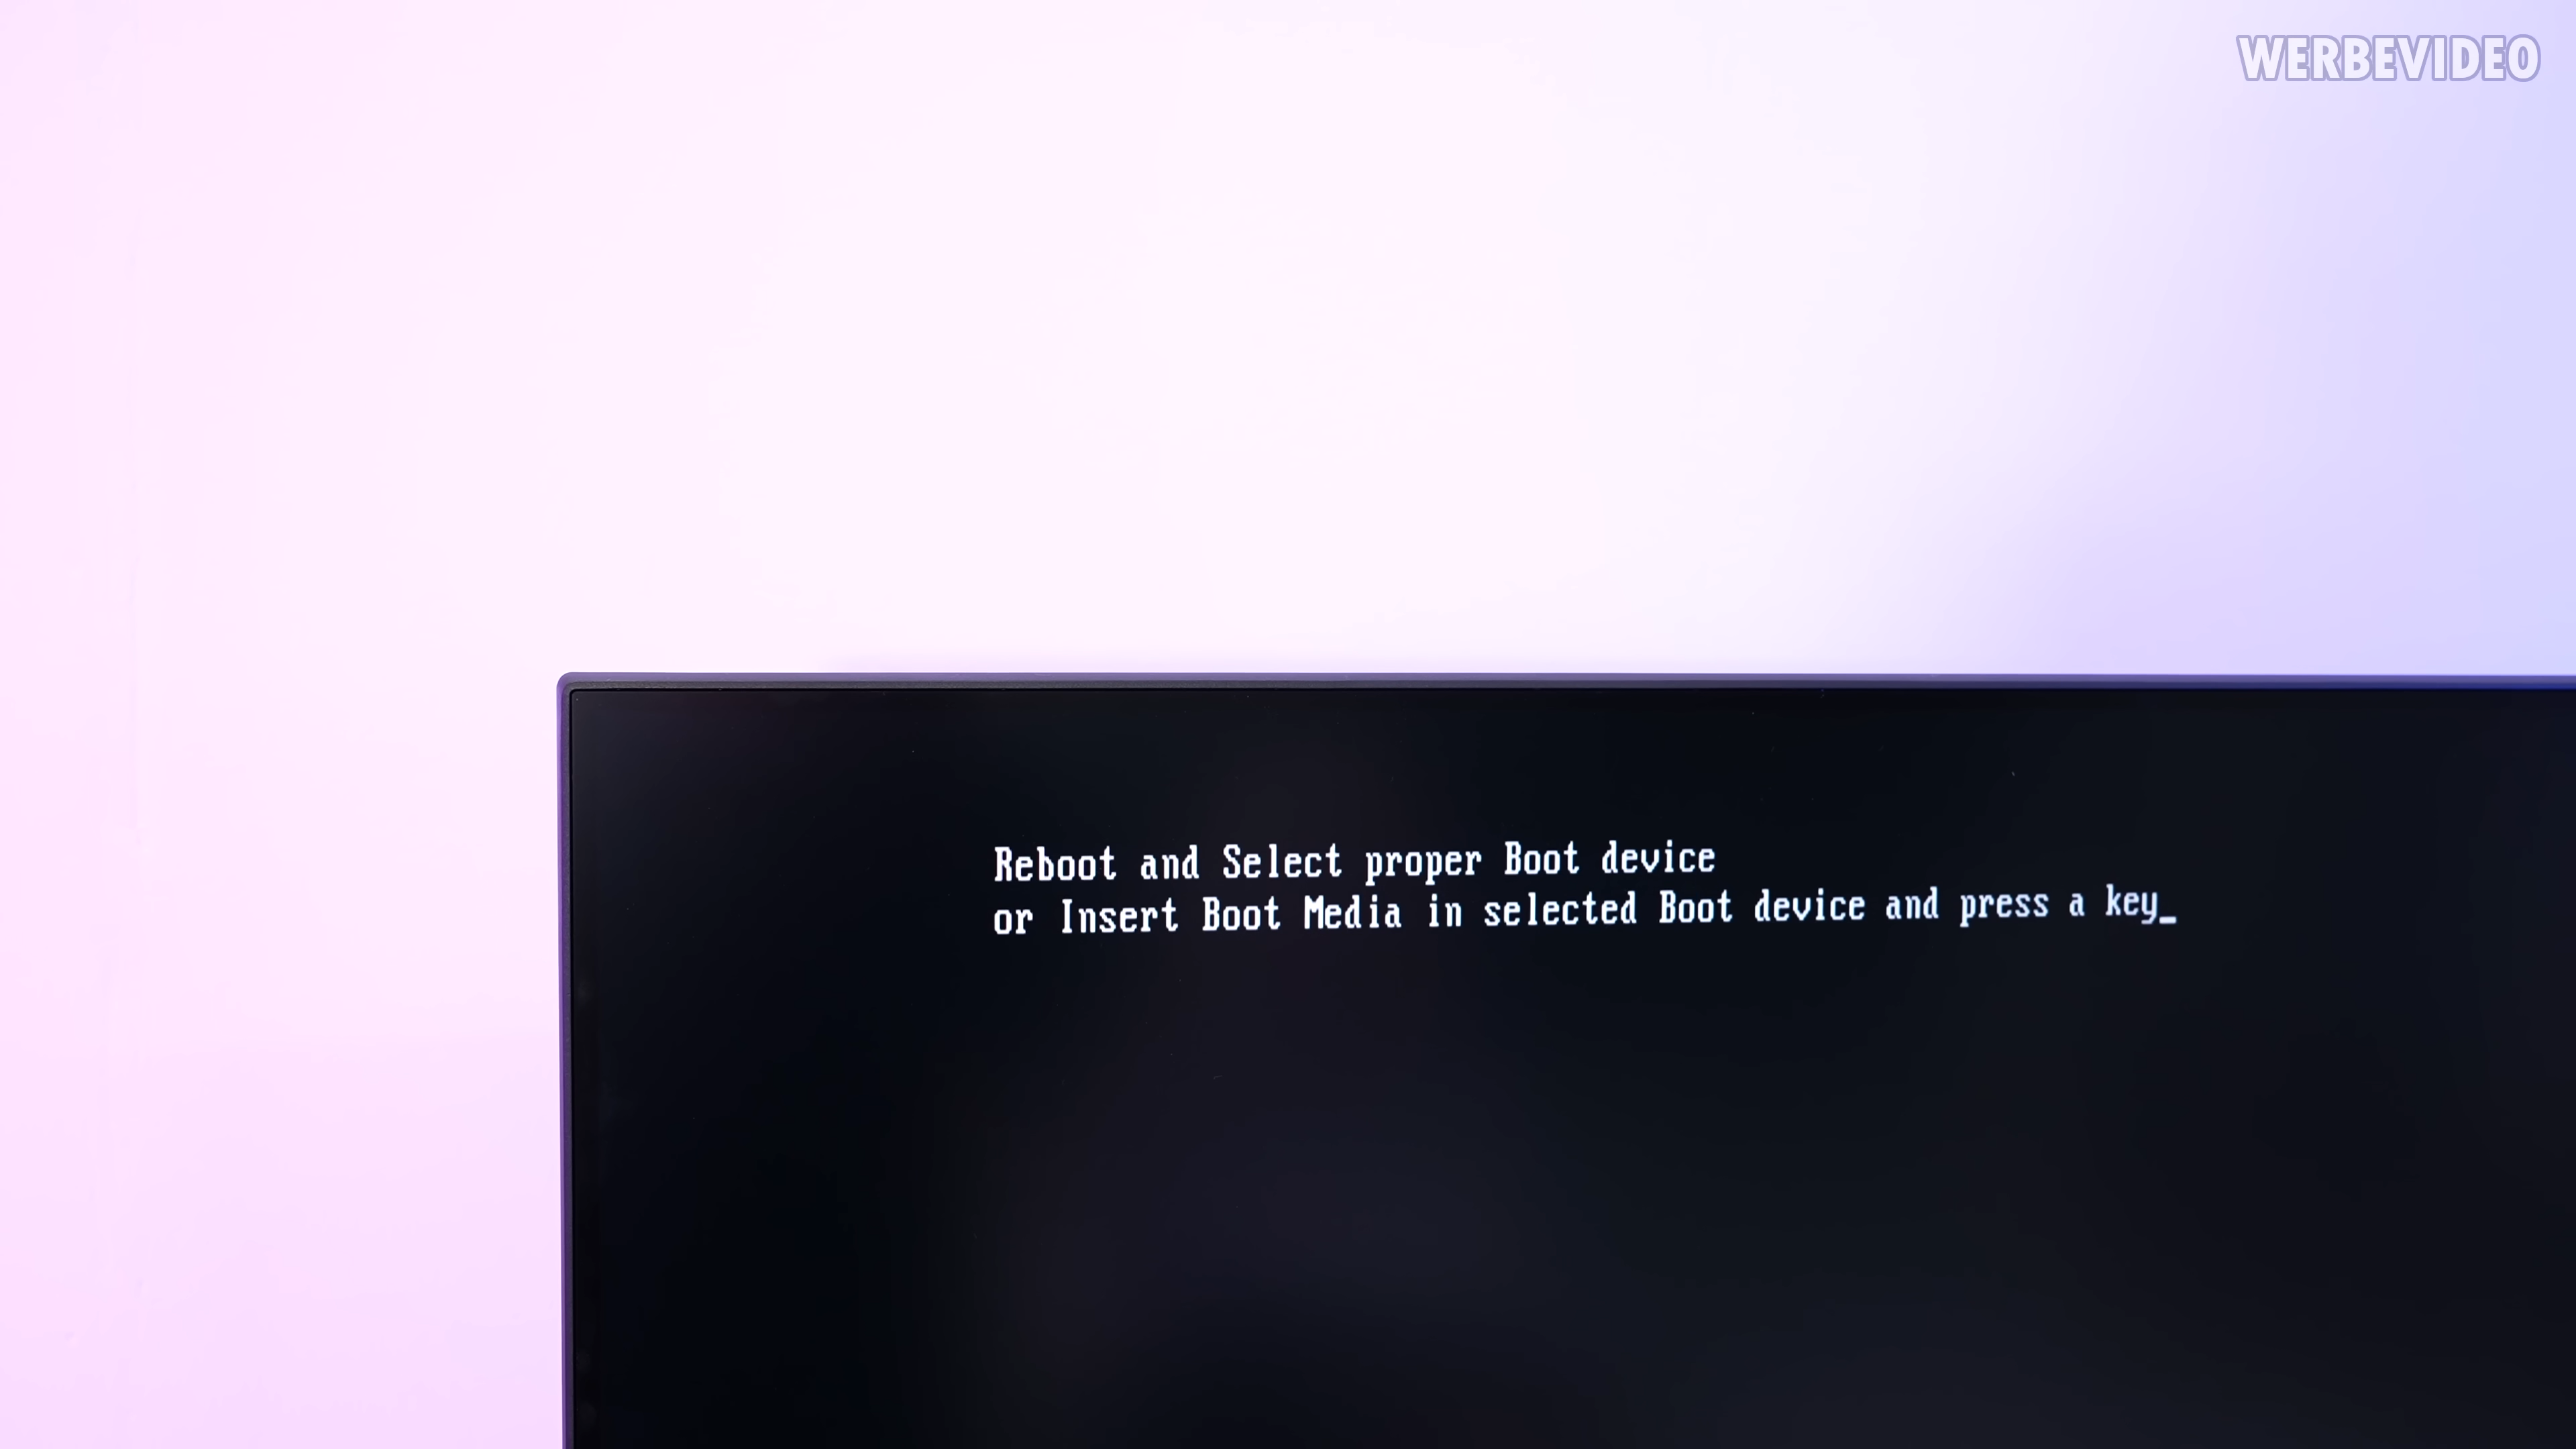 WERBEVIDEO
Reboot and Select proper Boot device
or Insert Boot Media in selected Boot device and press a key_